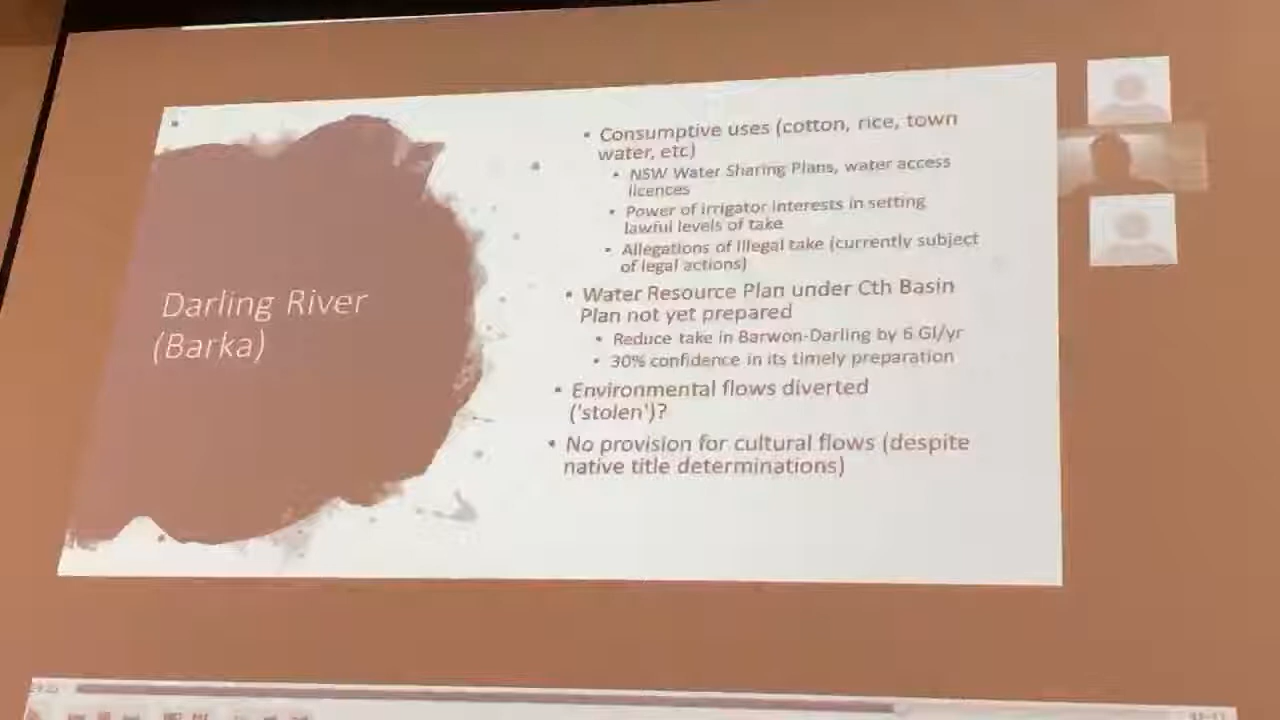 Darling River
(Barka)
• Consumptive uses (cotton, rice, town
water, etc)
• NSW Water Sharing Plans, water access
licences
• Power of irrigator interests in setting
lawful levels of take
• Allegations of illegal take (currently subject
of legal actions)
• Water Resource Plan under Cth Basin
Plan not yet prepared
• Reduce take in Barwon-Darling by 6 Gl/yr
• 30% confidence in its timely preparation
• Environmental flows diverted
('stolen')?
• No provision for cultural flows (despite
native title determinations)